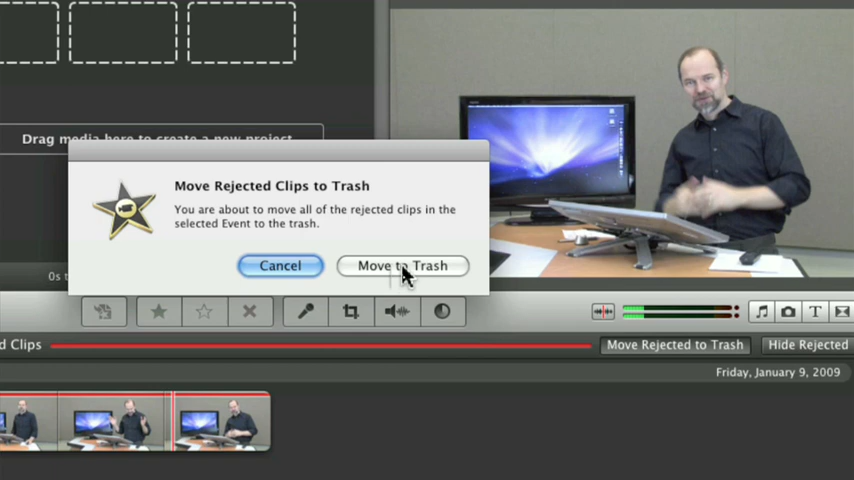 Drag media here to create a new project
Move Rejected Clips to Trash
You are about to move all of the rejected clips in the
selected Event to the trash.
Cancel
Move to Trash
0s
T
d Clips
Move Rejected to Trash
Hide Rejected
Friday, January 9, 2009